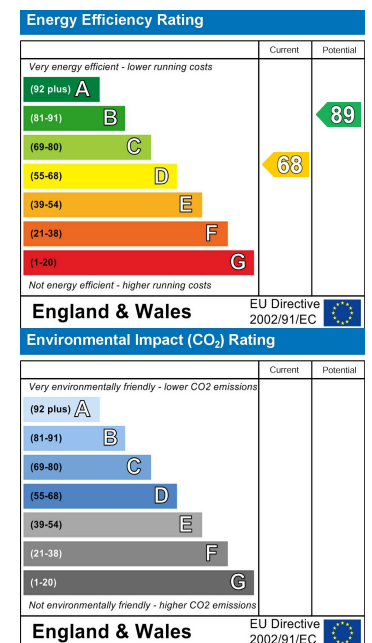 Energy Efficiency Rating
Current Potential
Very energy efficient - lower running costs
(92 plus) A
(81-91) B
89
(69-80) C
68
(55-68) D
(39-54) E
(21-38) F
(1-20) G
Not energy efficient - higher running costs
England & Wales
EU Directive
2002/91/EC
Environmental Impact (CO₂) Rating
Current Potential
Very environmentally friendly - lower CO2 emissions
(92 plus) A
(81-91) B
(69-80) C
(55-68) D
(39-54) E
(21-38) F
(1-20) G
Not environmentally friendly - higher CO2 emissions
England & Wales
EU Directive
2002/91/EC